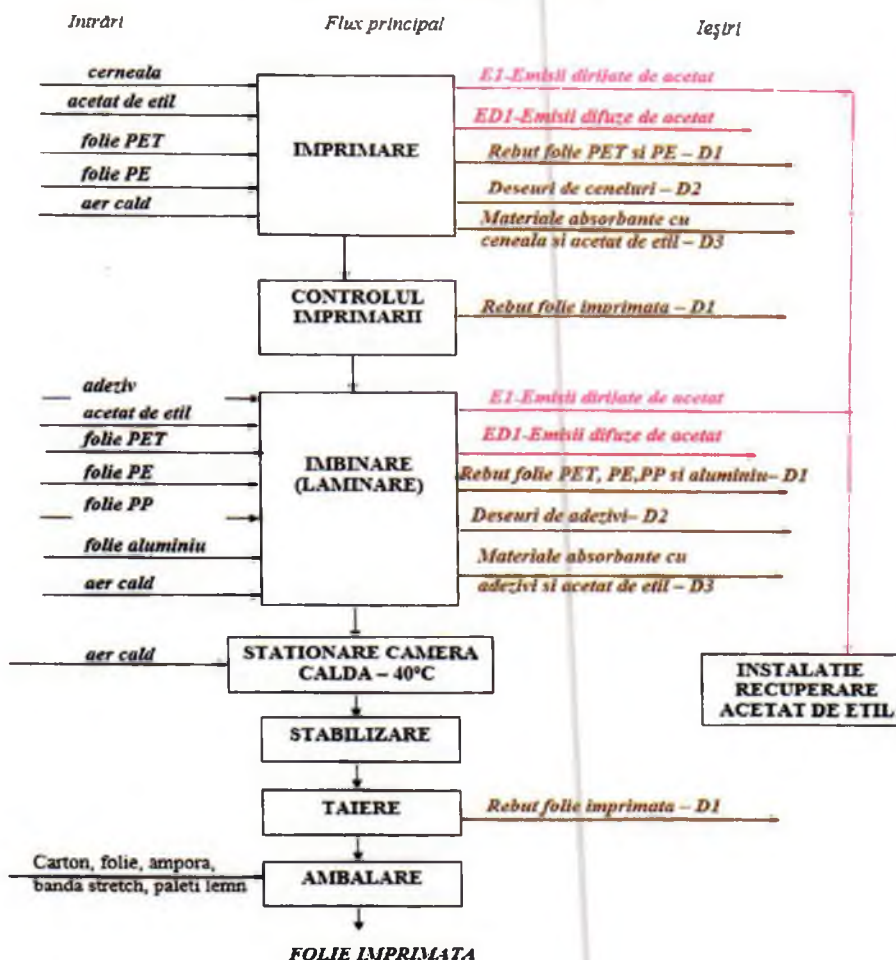 Intrări
Flux principal
Ieşiri
cerneala
acetat de etil
folie PET
folie PE
aer cald
IMPRIMARE
E1-Emisii dirijate de acetat
ED1-Emisii difuze de acetat
Rebut folie PET si PE – D1
Deseuri de ceneluri – D2
Materiale absorbante cu
ceneala si acetat de etil – D3
CONTROLUL
IMPRIMARII
Rebut folie imprimata – D1
adeziv
acetat de etil
folie PET
folie PE
folie PP
folie aluminiu
aer cald
IMBINARE
(LAMINARE)
E1-Emisii dirijate de acetat
ED1-Emisii difuze de acetat
Rebut folie PET, PE,PP si aluminiu– D1
Deseuri de adezivi– D2
Materiale absorbante cu
adezivi si acetat de etil – D3
aer cald
STATIONARE CAMERA
CALDA – 40ºC
INSTALATIE
RECUPERARE
ACETAT DE ETIL
STABILIZARE
TAIERE
Rebut folie imprimata – D1
Carton, folie, ampora,
banda stretch, paleti lemn
AMBALARE
FOLIE IMPRIMATA